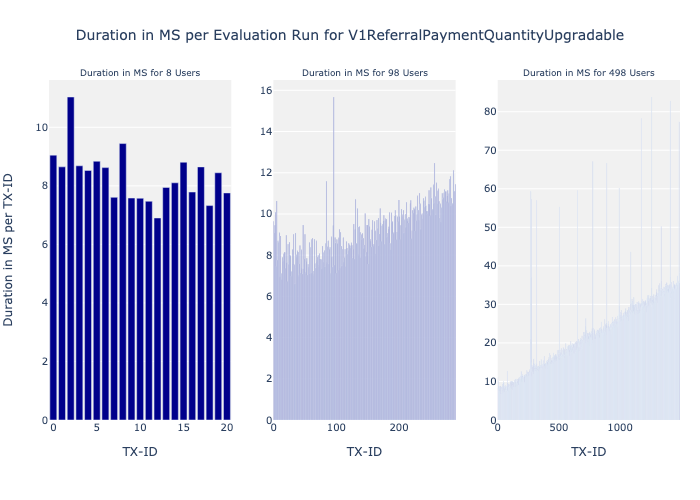 Duration in MS per Evaluation Run for V1ReferralPaymentQuantityUpgradable
Duration in MS for 8 Users
Duration in MS for 98 Users
Duration in MS for 498 Users
Duration in MS per TX-ID
10
8
6
4
2
0
0 5 10 15 20
TX-ID
16
14
12
10
8
6
4
2
0
0 100 200
TX-ID
80
70
60
50
40
30
20
10
0
0 500 1000
TX-ID